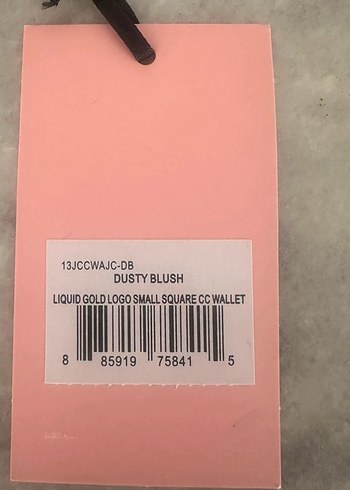 13JCCWAJC-DB
DUSTY BLUSH
LIQUID GOLD LOGO SMALL SQUARE CC WALLET
8 85919 75841 5